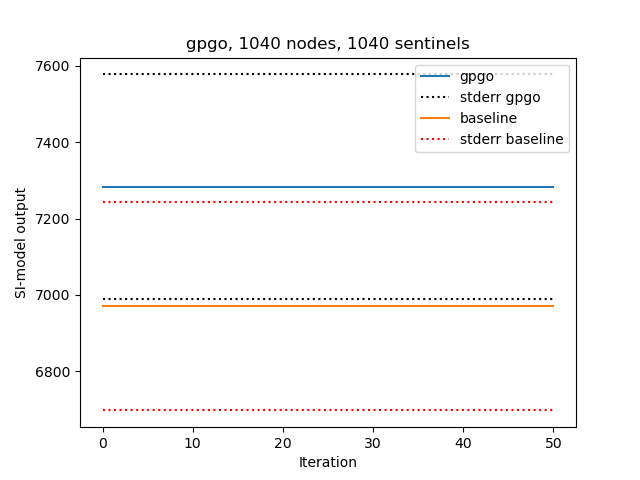 gpgo, 1040 nodes, 1040 sentinels
7600
7400
7200
7000
6800
SI-model output
gpgo
stderr gpgo
baseline
stderr baseline
0 10 20 30 40 50
Iteration